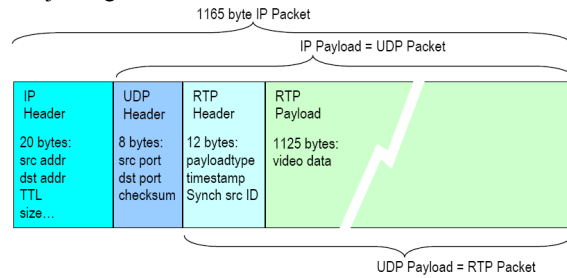 1165 byte IP Packet
IP Payload = UDP Packet
IP
Header
20 bytes:
src addr
dst addr
TTL
size…
UDP
Header
8 bytes:
src port
dst port
checksum
RTP
Header
12 bytes:
payloadtype
timestamp
Synch src ID
RTP
Payload
1125 bytes:
video data
UDP Payload = RTP Packet